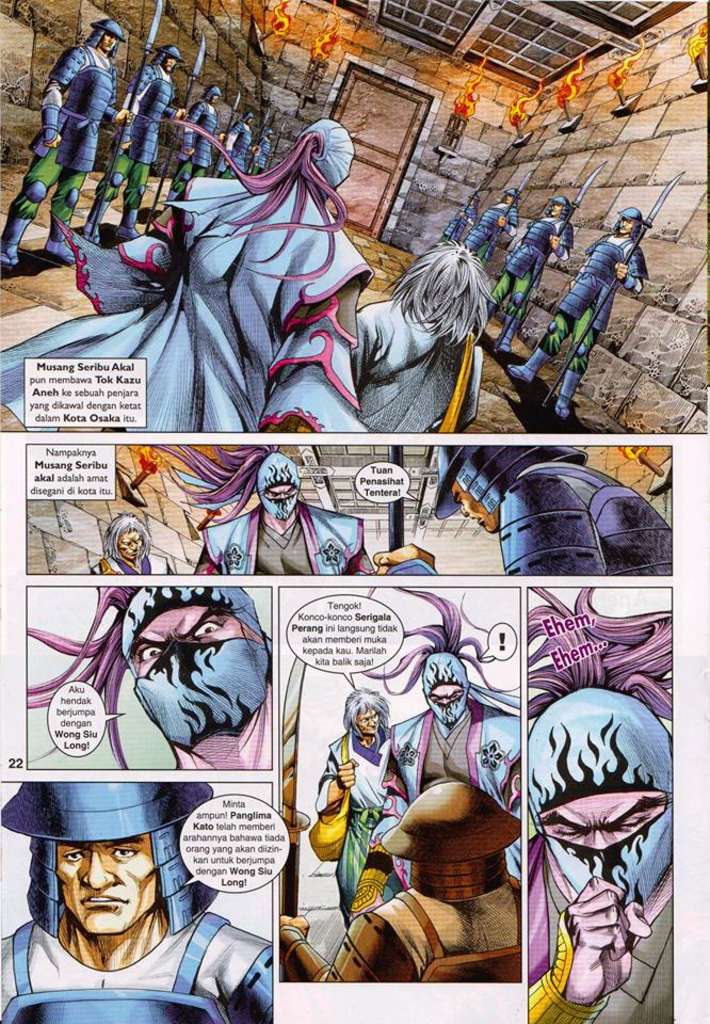 Musang Seribu Akal
pun membawa Tok Kazu
Aneh ke sebuah penjara
yang dikawal dengan ketat
dalam Kota Osaka itu.
Nampaknya
Musang Seribu
akal adalah amat
disegani di kota itu.
Tuan
Penasihat
Tentera!
Aku
hendak
berjumpa
dengan
Wong Siu
Long!
Minta
ampun! Panglima
Kato telah memberi
arahannya bahawa tiada
orang yang akan diizin-
kan untuk berjumpa
dengan Wong Siu
Long!
Tengok!
Konco-konco Serigala
Perang ini langsung tidak
akan memberi muka
kepada kau. Marilah
kita balik saja!
!
Ehem,
Ehem...
22